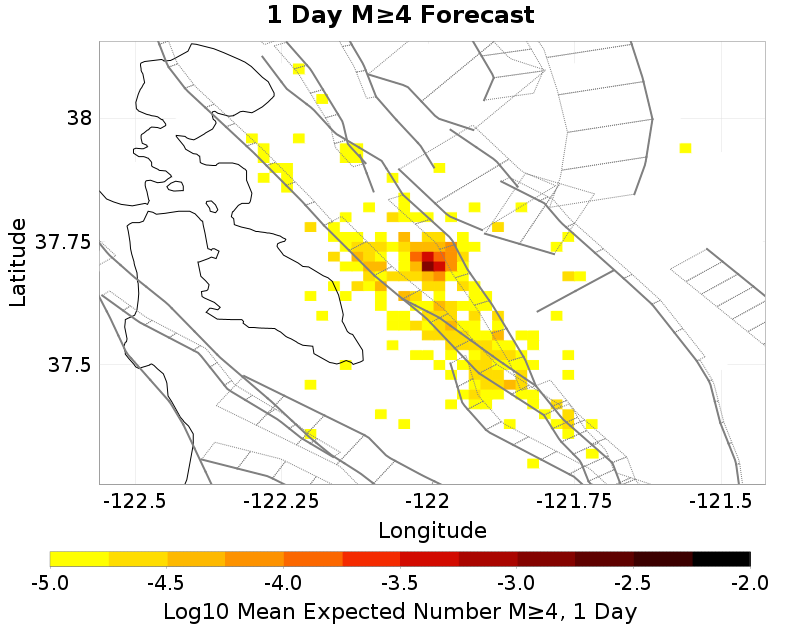 1 Day M≥4 Forecast
38
37.75
37.5
Latitude
-122.5 -122.25 -122 -121.75 -121.5
Longitude
-5.0 -4.5 -4.0 -3.5 -3.0 -2.5 -2.0
Log10 Mean Expected Number M≥4, 1 Day